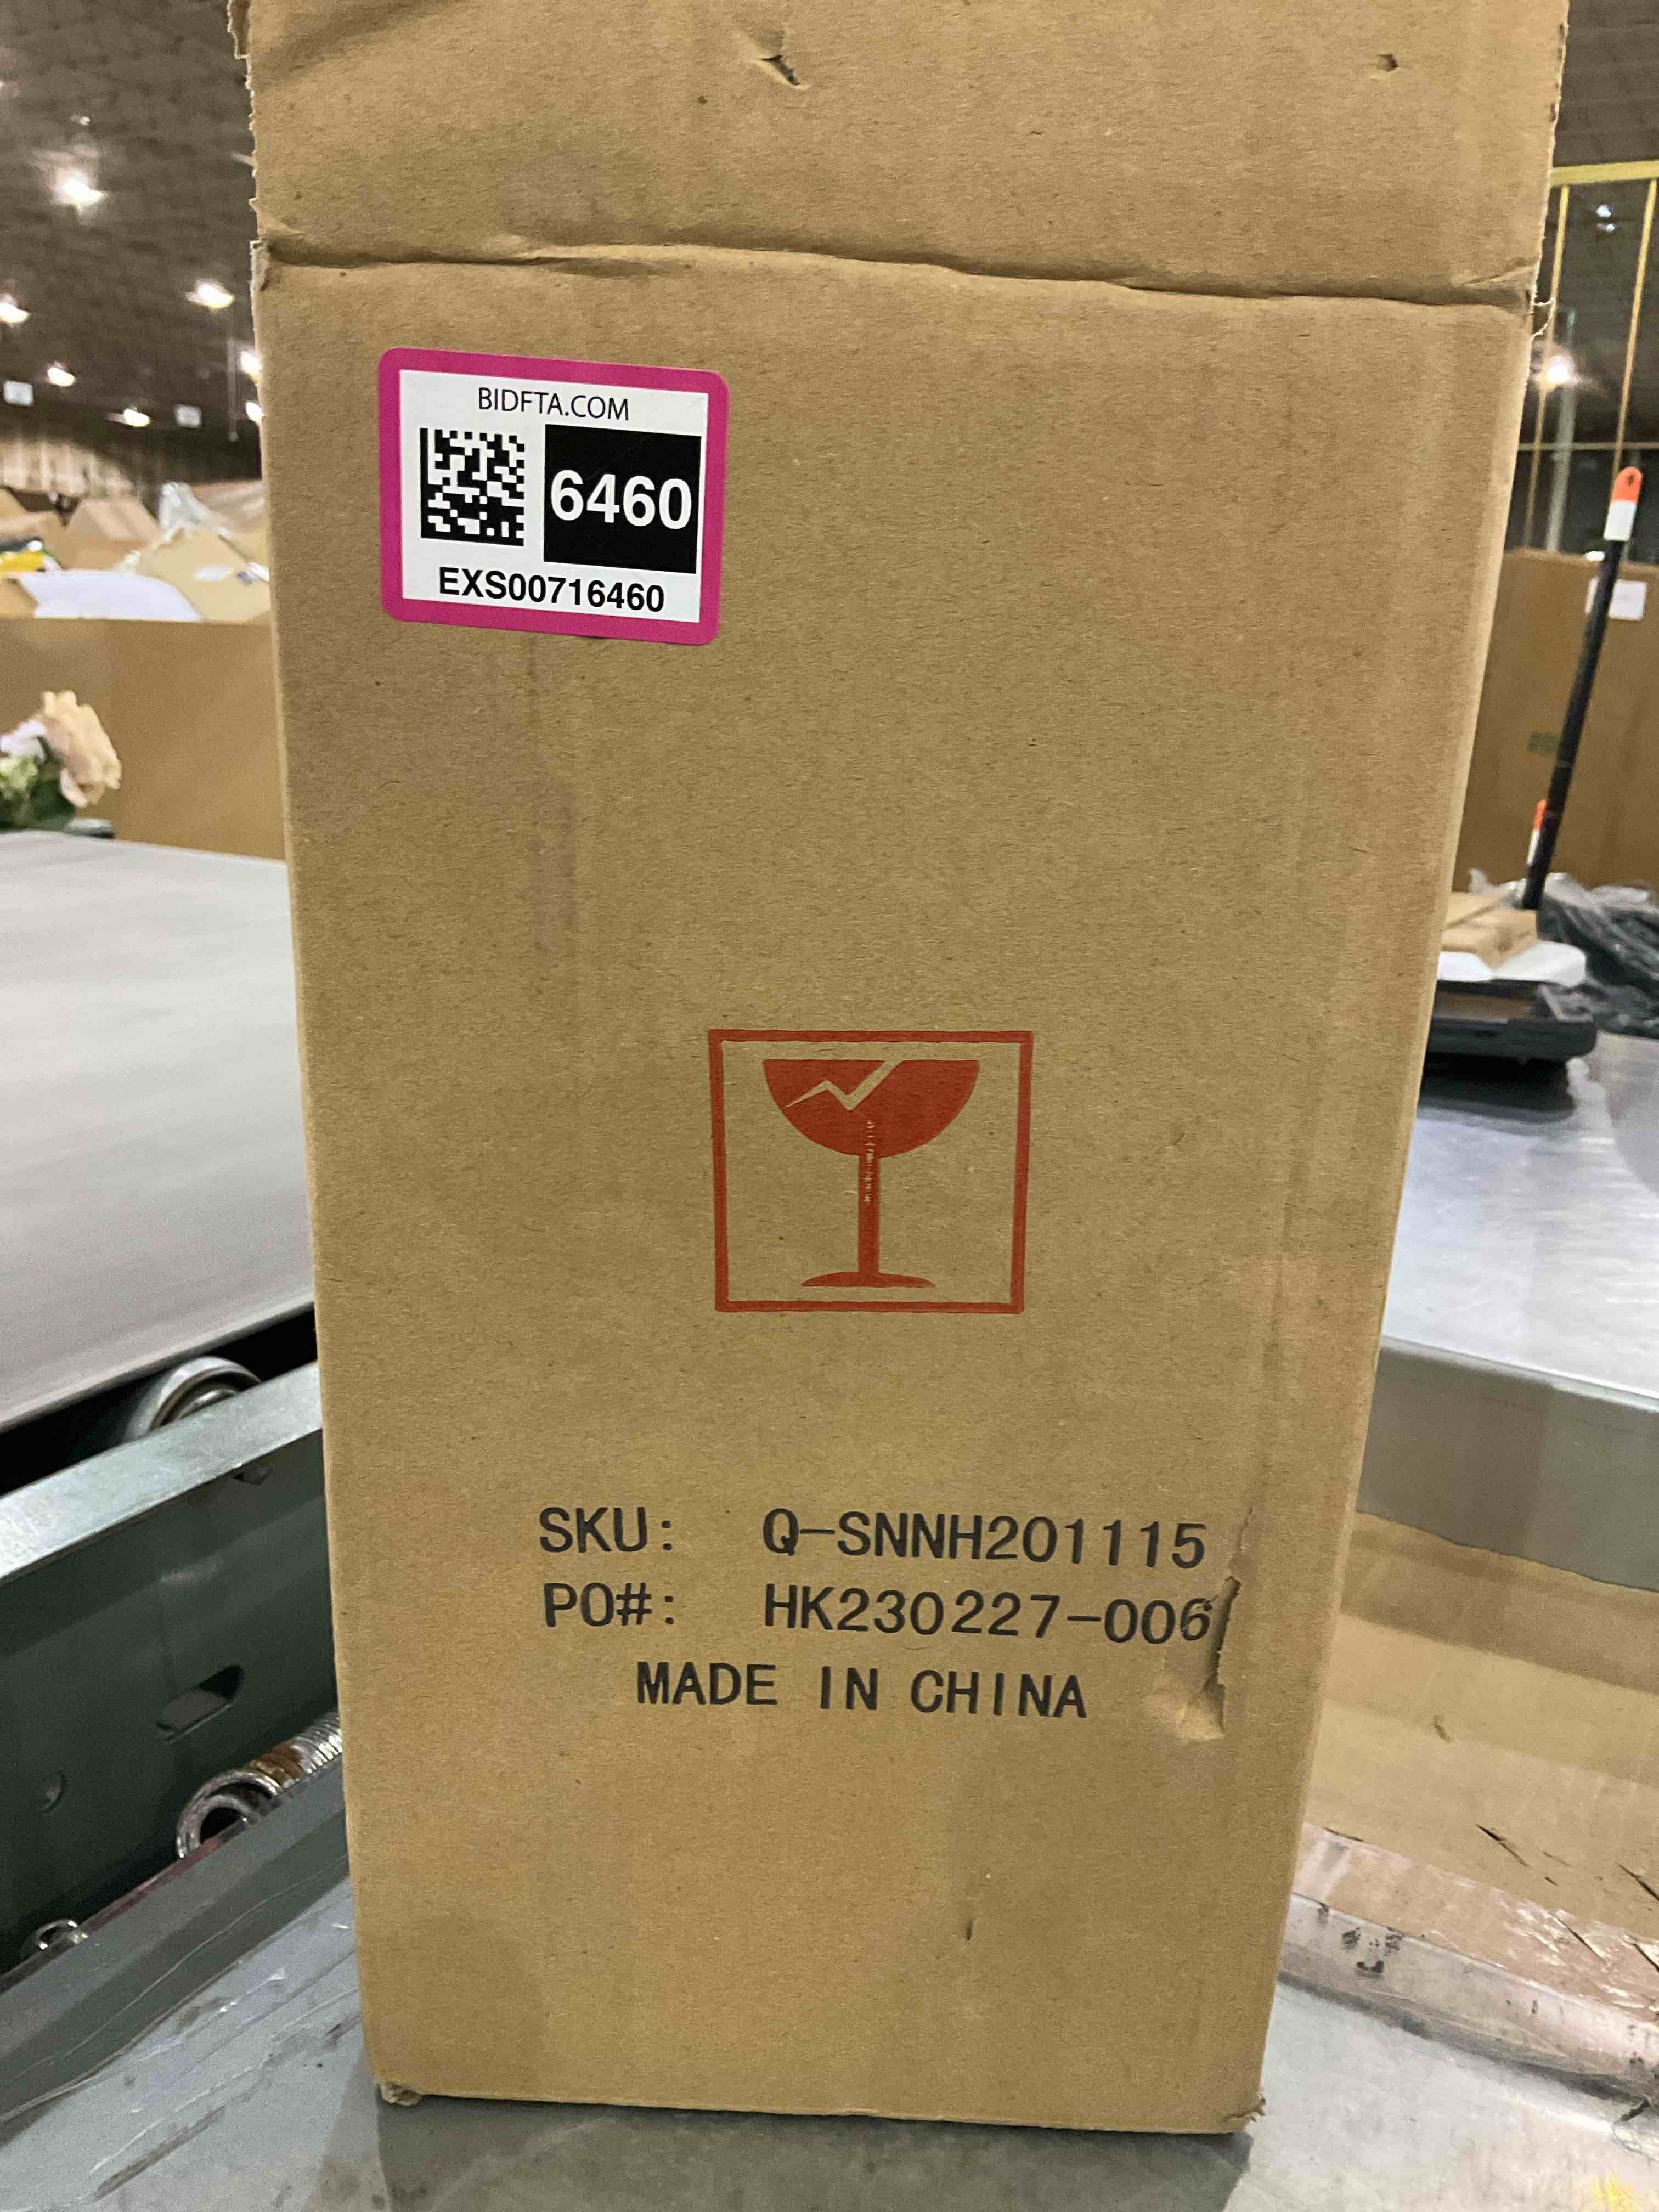 BIDFTA.COM
6460
EXS00716460
SKU: Q-SNNH201115
PO#: HK230227-006
MADE IN CHINA